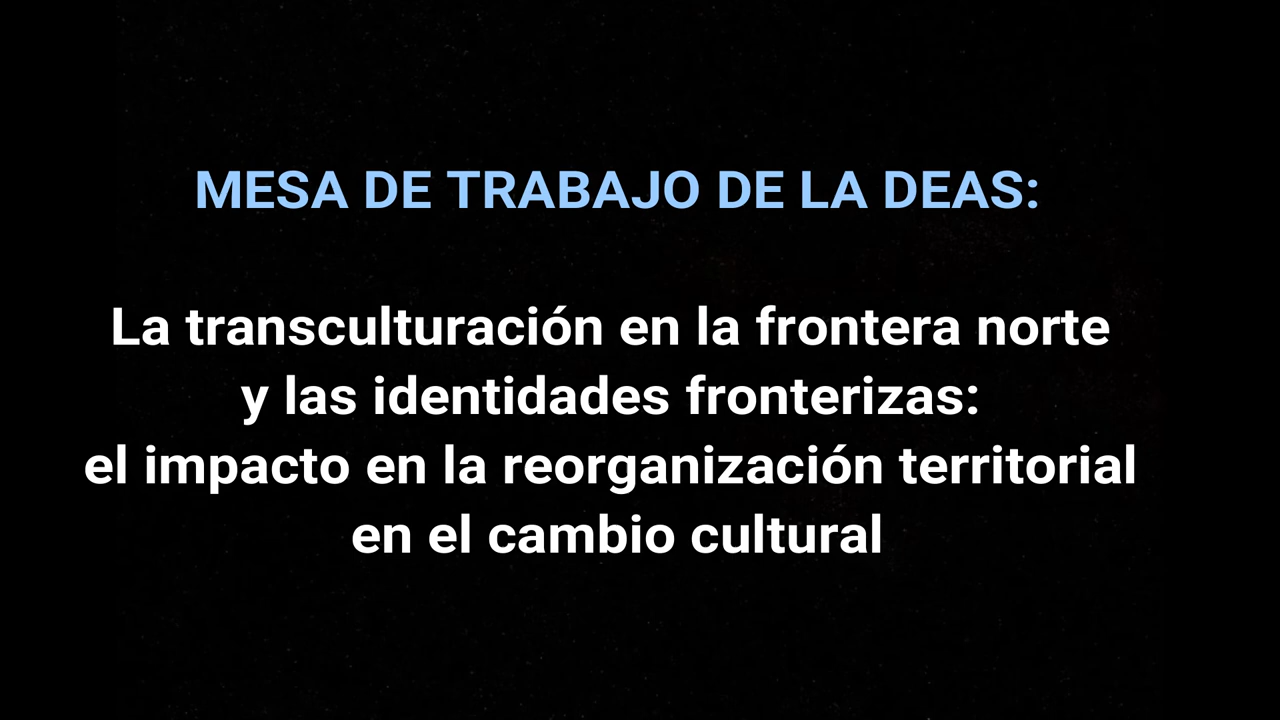 MESA DE TRABAJO DE LA DEAS:
La transculturación en la frontera norte
y las identidades fronterizas:
el impacto en la reorganización territorial
en el cambio cultural